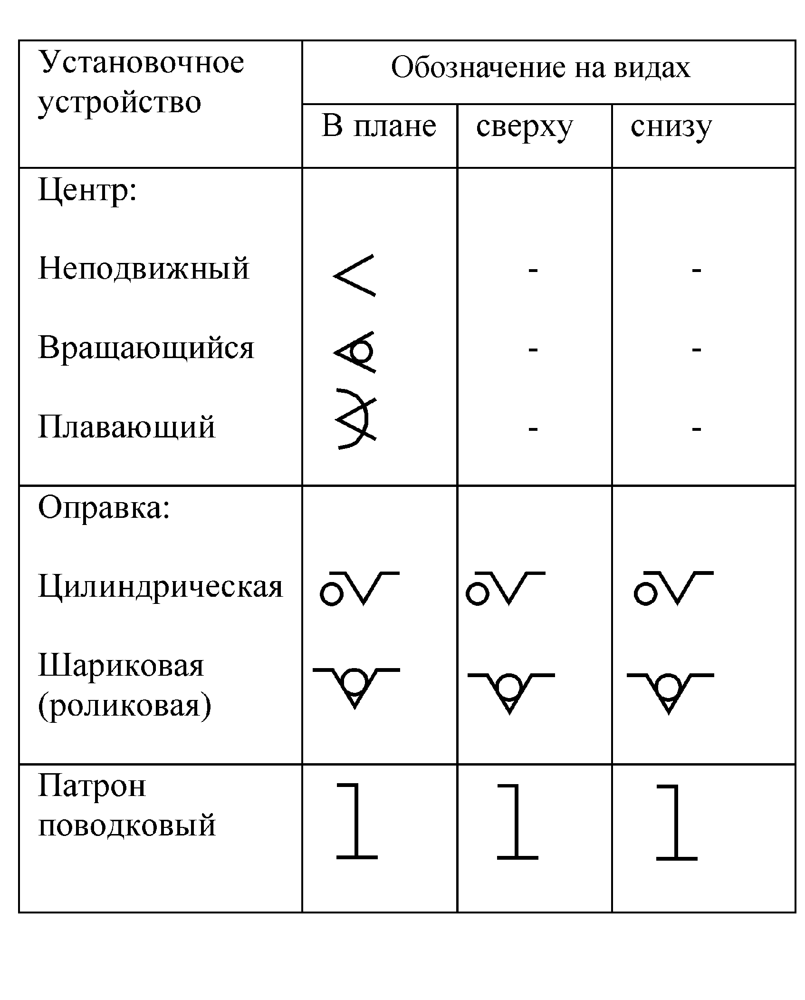 Установочное
устройство
Обозначение на видах
В плане
сверху
снизу
Центр:
Неподвижный
-
-
Вращающийся
-
-
Плавающий
-
-
Оправка:
Цилиндрическая
Шариковая
(роликовая)
Патрон
поводковый